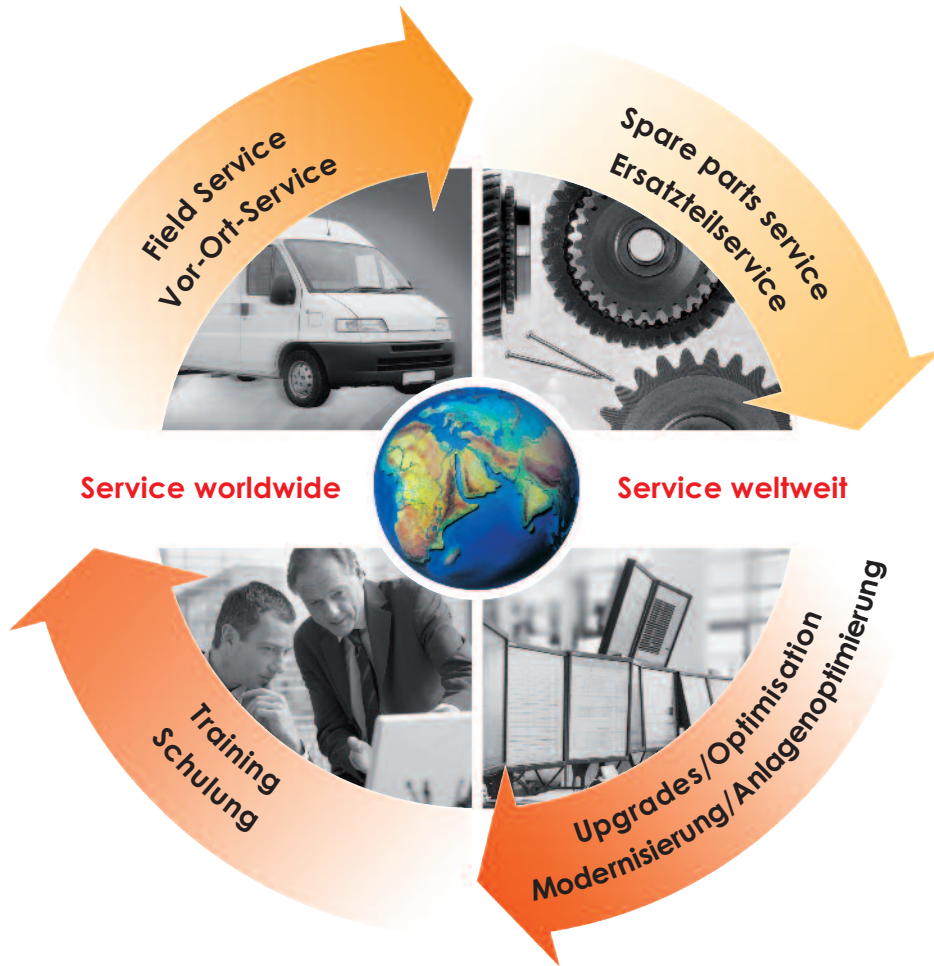 Field Service
Vor-Ort-Service
Spare parts service
Ersatzteilservice
Service worldwide
Service weltweit
Training
Schulung
Upgrades/Optimisation
Modernisierung/Anlagenoptimierung